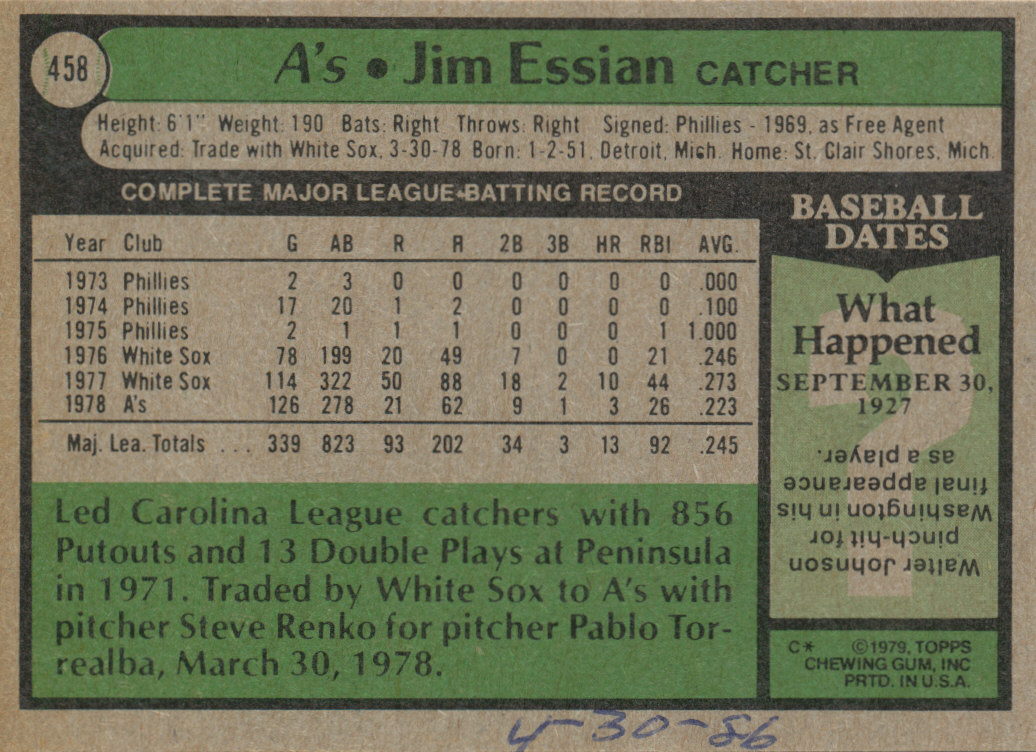 458
A's • Jim Essian CATCHER
Height: 6'1" Weight: 190 Bats: Right Throws: Right Signed: Phillies - 1969, as Free Agent
Acquired: Trade with White Sox, 3-30-78 Born: 1-2-51, Detroit, Mich. Home: St. Clair Shores, Mich.
COMPLETE MAJOR LEAGUE BATTING RECORD
Year Club G AB R H 2B 3B HR RBI AVG.
1973 Phillies 2 3 0 0 0 0 0 0 .000
1974 Phillies 17 20 1 2 0 0 0 0 .100
1975 Phillies 2 1 1 1 0 0 0 1 1.000
1976 White Sox 78 199 20 49 7 0 0 21 .246
1977 White Sox 114 322 50 88 18 2 10 44 .273
1978 A's 126 278 21 62 9 1 3 26 .223
Maj. Lea. Totals ... 339 823 93 202 34 3 13 92 .245
Led Carolina League catchers with 856
Putouts and 13 Double Plays at Peninsula
in 1971. Traded by White Sox to A's with
pitcher Steve Renko for pitcher Pablo Tor-
realba, March 30, 1978.
BASEBALL
DATES
What
Happened
SEPTEMBER 30,
1927
Walter Johnson
pinch-hit for
Washington in his
final appearance
as a player.
C* ©1979, TOPPS
CHEWING GUM, INC
PRTD. IN U.S.A.
4-30-86